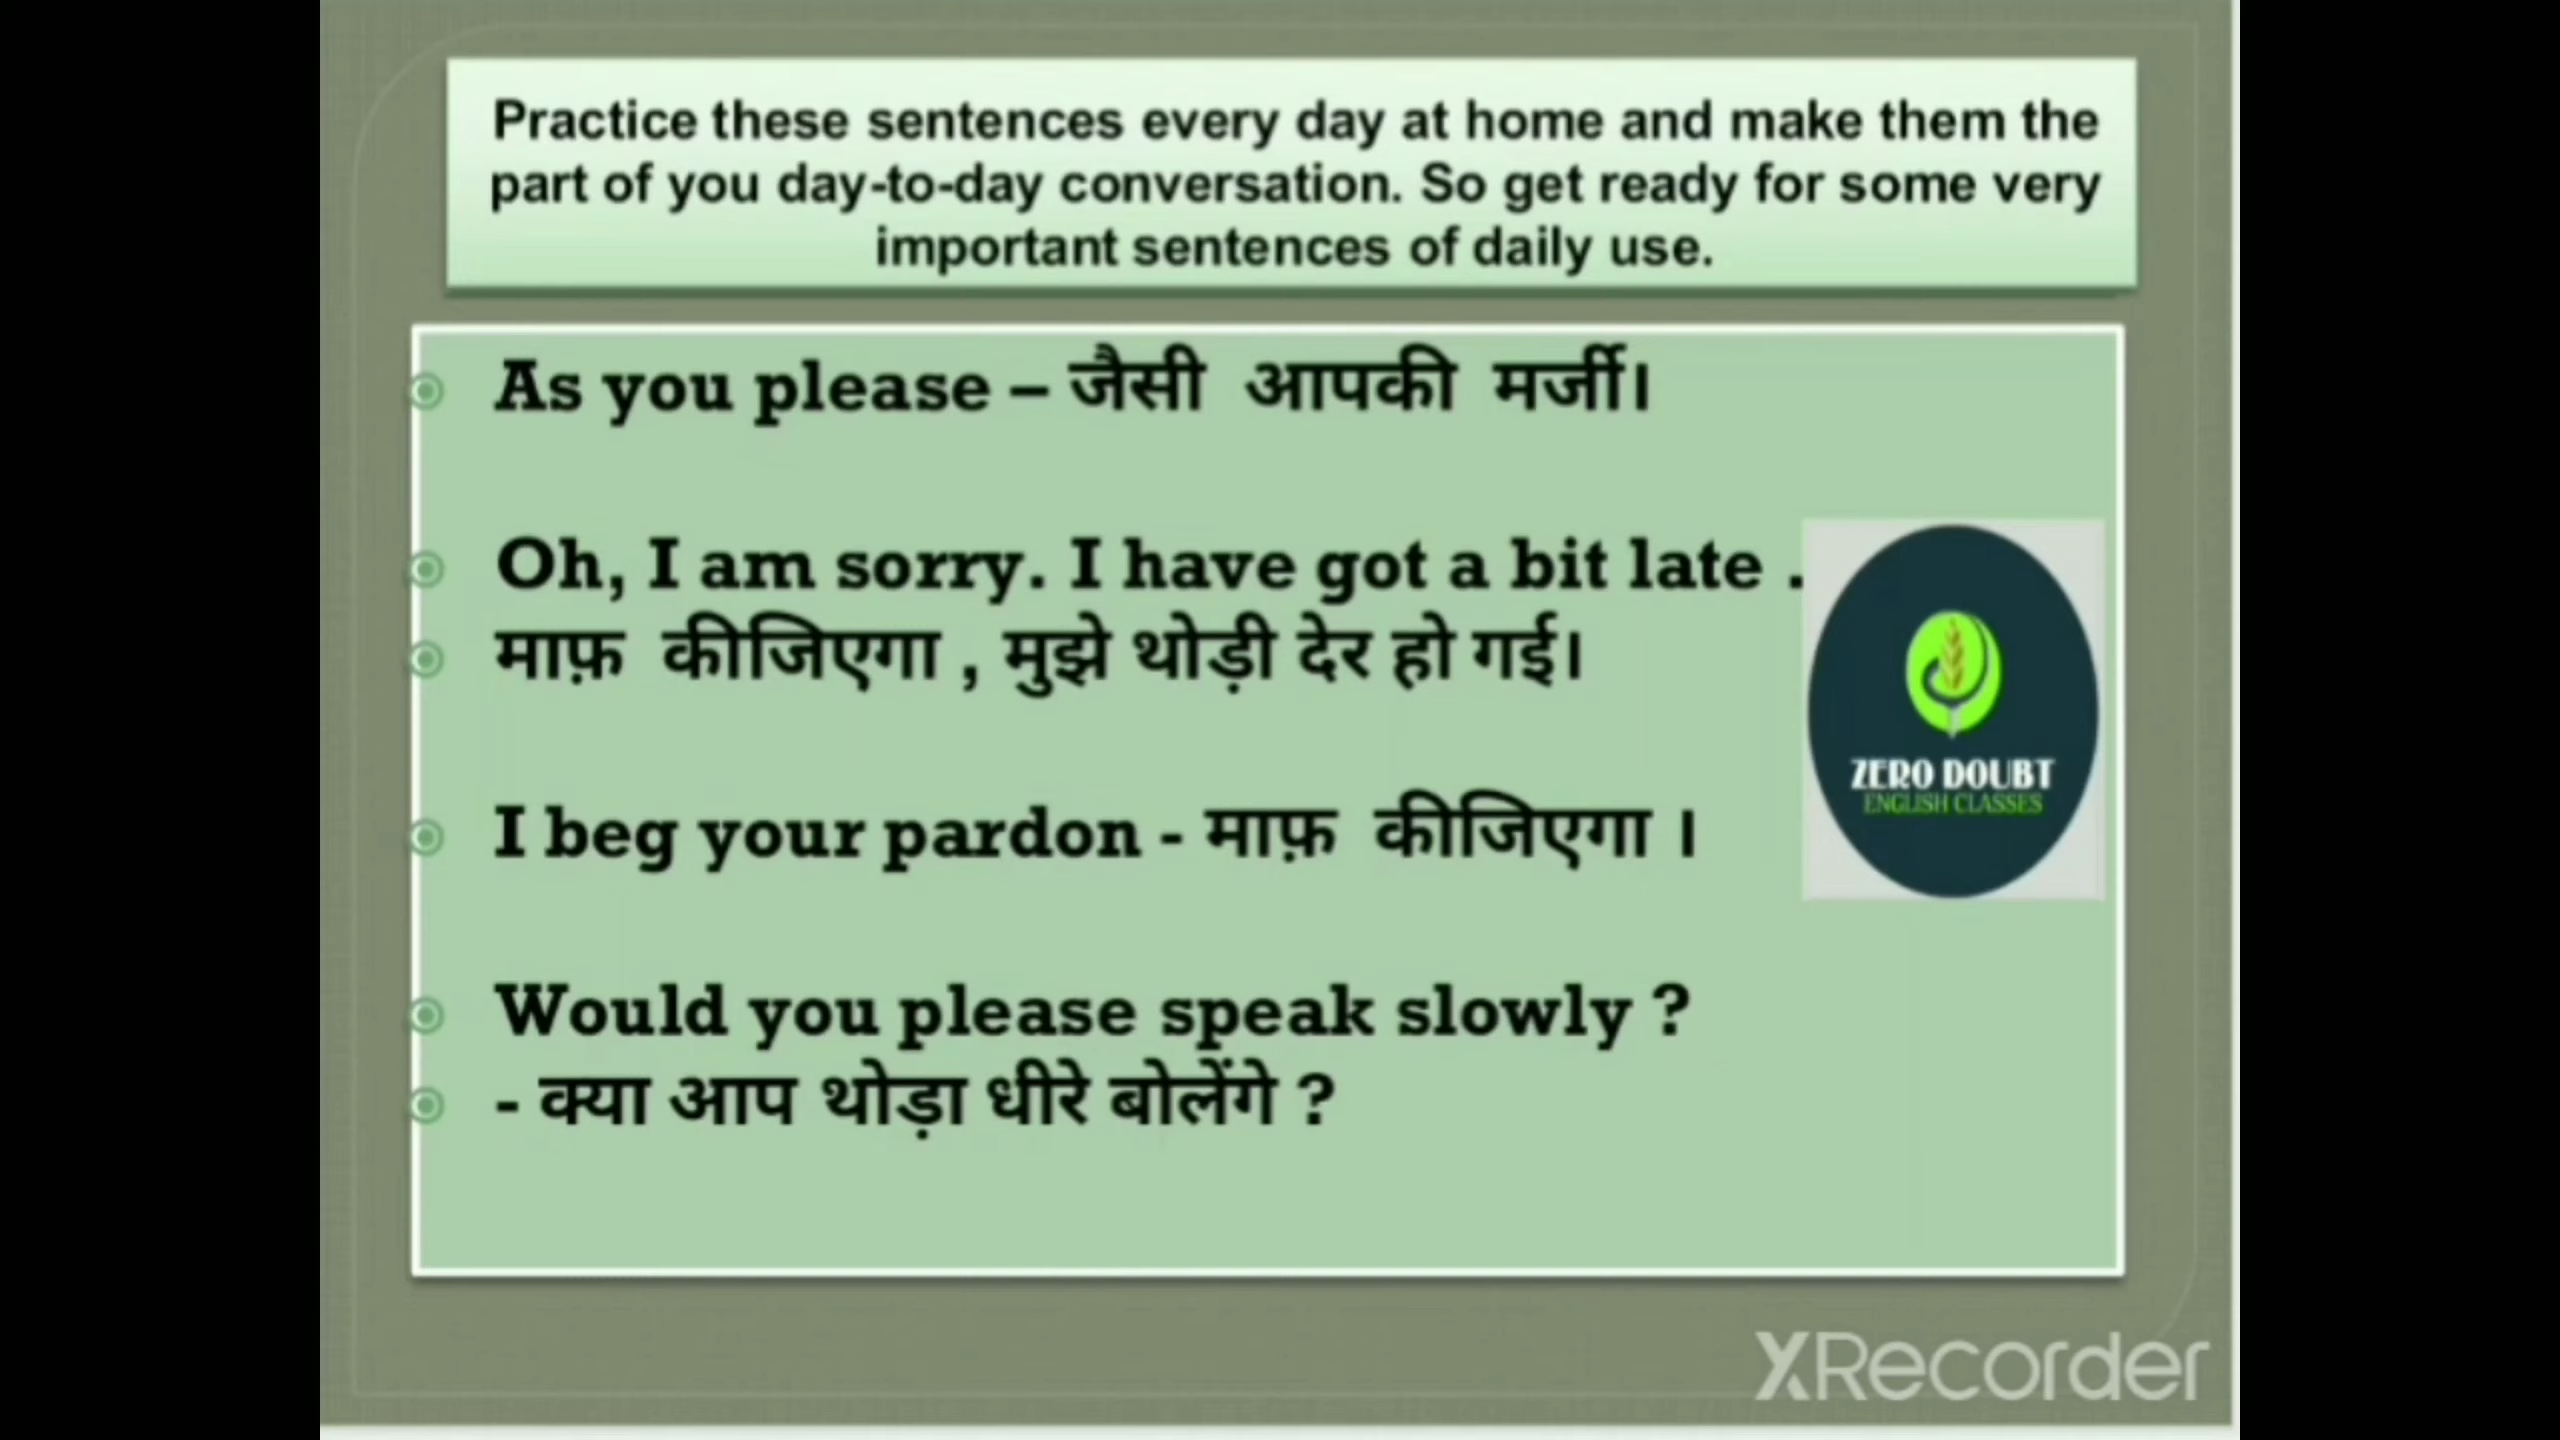 Practice these sentences every day at home and make them the
part of you day-to-day conversation. So get ready for some very
important sentences of daily use.
As you please – जैसी आपकी मर्जी।
Oh, I am sorry. I have got a bit late .
माफ़ कीजिएगा , मुझे थोड़ी देर हो गई।
I beg your pardon - माफ़ कीजिएगा ।
Would you please speak slowly ?
- क्या आप थोड़ा धीरे बोलेंगे ?
ZERO DOUBT
ENGLISH CLASSES
XRecorder